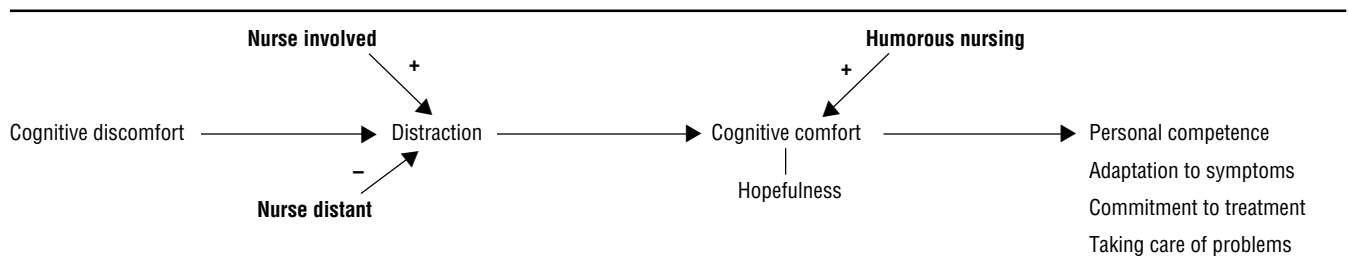 Nurse involved
Humorous nursing
+
+
Cognitive discomfort
Distraction
Cognitive comfort
Personal competence
–
Adaptation to symptoms
Hopefulness
Nurse distant
Commitment to treatment
Taking care of problems